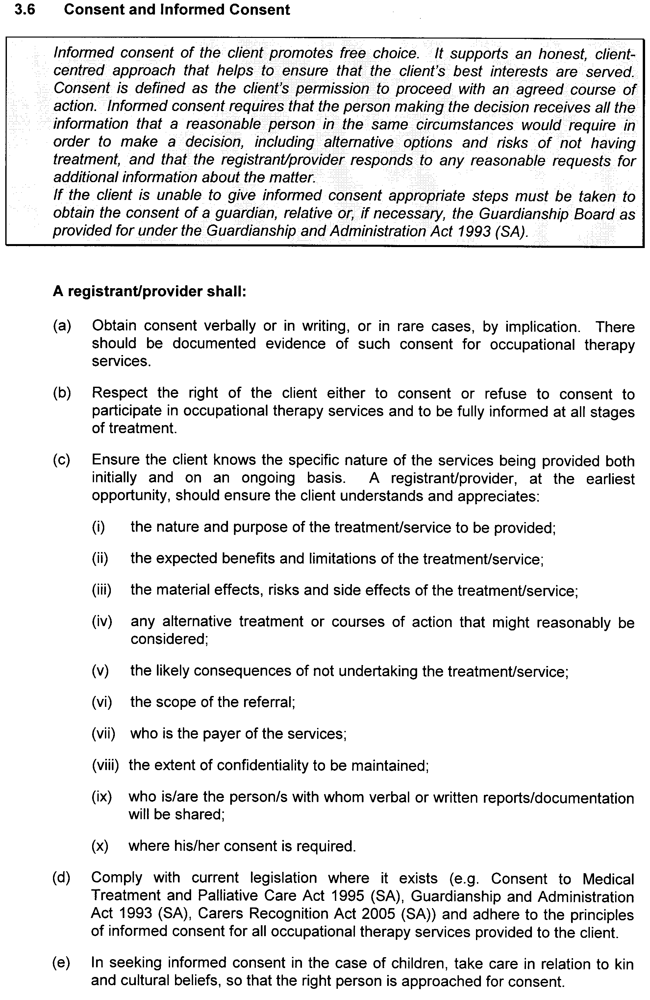 3.6 Consent and Informed Consent
Informed consent of the client promotes free choice. It supports an honest, client-
centred approach that helps to ensure that the client's best interests are served.
Consent is defined as the client's permission to proceed with an agreed course of
action. Informed consent requires that the person making the decision receives all the
information that a reasonable person in the same circumstances would require in
order to make a decision, including alternative options and risks of not having
treatment, and that the registrant/provider responds to any reasonable requests for
additional information about the matter.
If the client is unable to give informed consent appropriate steps must be taken to
obtain the consent of a guardian, relative or, if necessary, the Guardianship Board as
provided for under the Guardianship and Administration Act 1993 (SA).
A registrant/provider shall:
(a) Obtain consent verbally or in writing, or in rare cases, by implication. There
should be documented evidence of such consent for occupational therapy
services.
(b) Respect the right of the client either to consent or refuse to consent to
participate in occupational therapy services and to be fully informed at all stages
of treatment.
(c) Ensure the client knows the specific nature of the services being provided both
initially and on an ongoing basis. A registrant/provider, at the earliest
opportunity, should ensure the client understands and appreciates:
(i) the nature and purpose of the treatment/service to be provided;
(ii) the expected benefits and limitations of the treatment/service;
(iii) the material effects, risks and side effects of the treatment/service;
(iv) any alternative treatment or courses of action that might reasonably be
considered;
(v) the likely consequences of not undertaking the treatment/service;
(vi) the scope of the referral;
(vii) who is the payer of the services;
(viii) the extent of confidentiality to be maintained;
(ix) who is/are the person/s with whom verbal or written reports/documentation
will be shared;
(x) where his/her consent is required.
(d) Comply with current legislation where it exists (e.g. Consent to Medical
Treatment and Palliative Care Act 1995 (SA), Guardianship and Administration
Act 1993 (SA), Carers Recognition Act 2005 (SA)) and adhere to the principles
of informed consent for all occupational therapy services provided to the client.
(e) In seeking informed consent in the case of children, take care in relation to kin
and cultural beliefs, so that the right person is approached for consent.